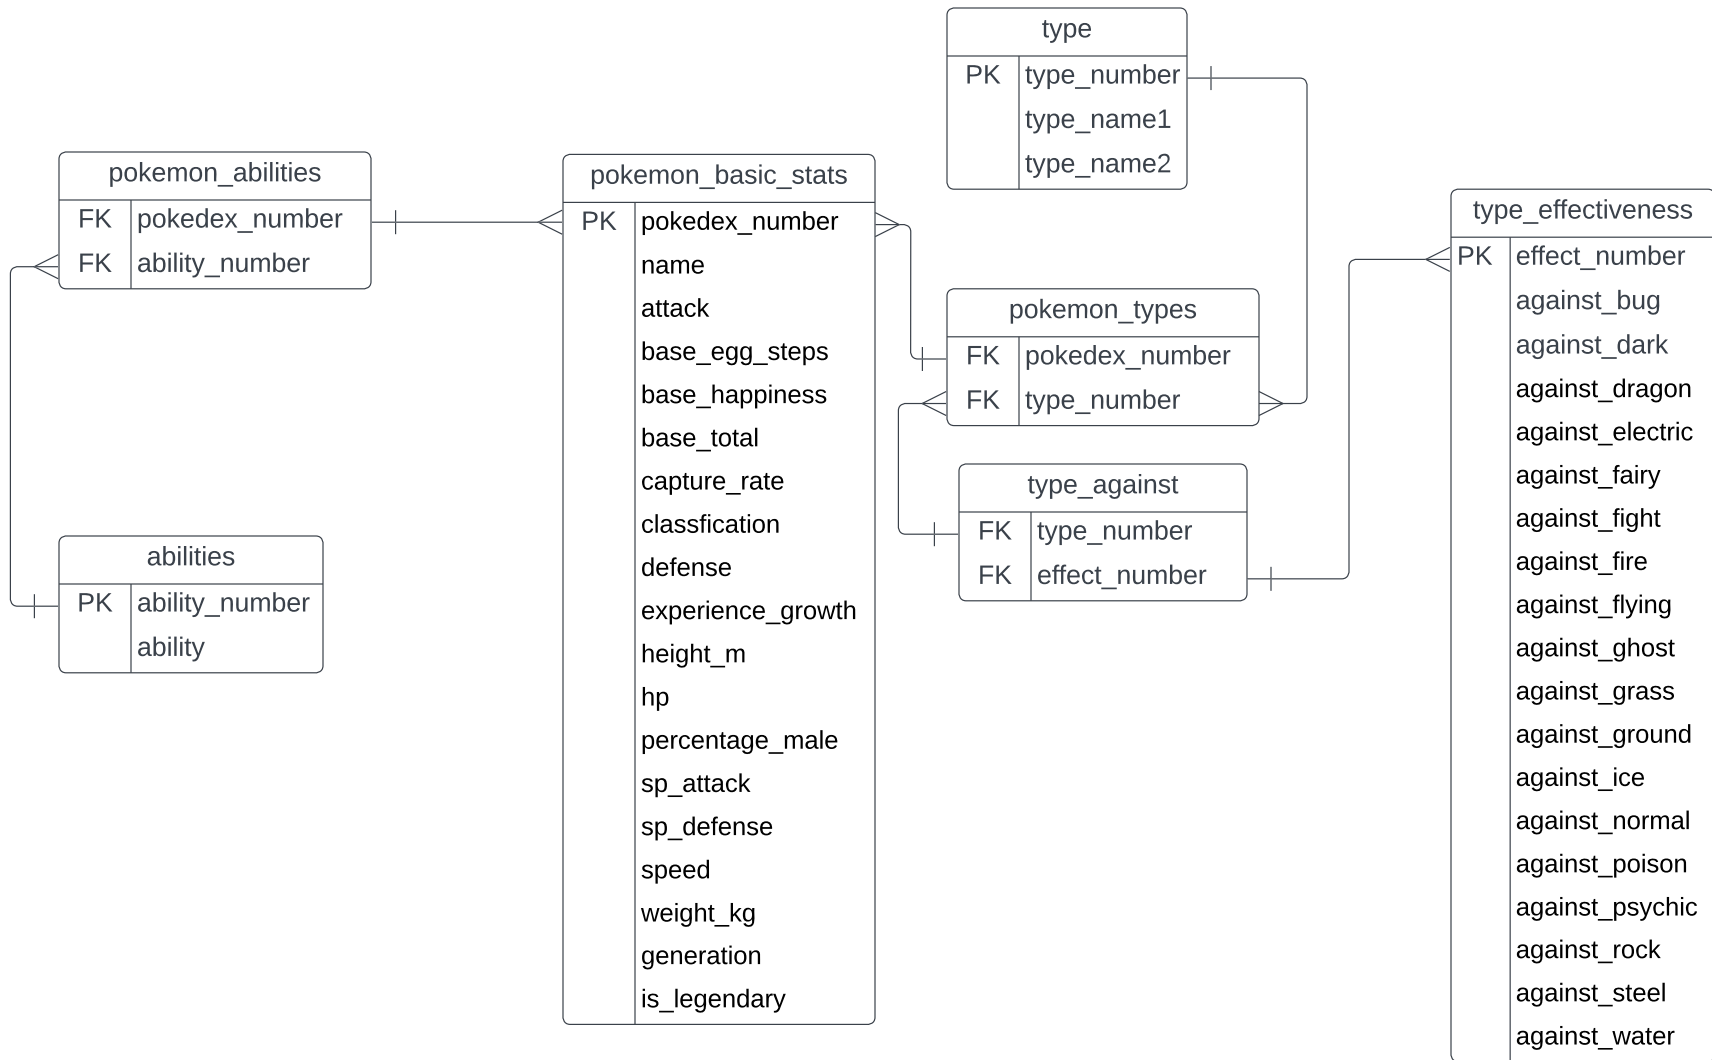 type
PK type_number
type_name1
type_name2
pokemon_abilities
FK pokedex_number
FK ability_number
abilities
PK ability_number
ability
pokemon_basic_stats
PK pokedex_number
name
attack
base_egg_steps
base_happiness
base_total
capture_rate
classfication
defense
experience_growth
height_m
hp
percentage_male
sp_attack
sp_defense
speed
weight_kg
generation
is_legendary
pokemon_types
FK pokedex_number
FK type_number
type_against
FK type_number
FK effect_number
type_effectiveness
PK effect_number
against_bug
against_dark
against_dragon
against_electric
against_fairy
against_fight
against_fire
against_flying
against_ghost
against_grass
against_ground
against_ice
against_normal
against_poison
against_psychic
against_rock
against_steel
against_water